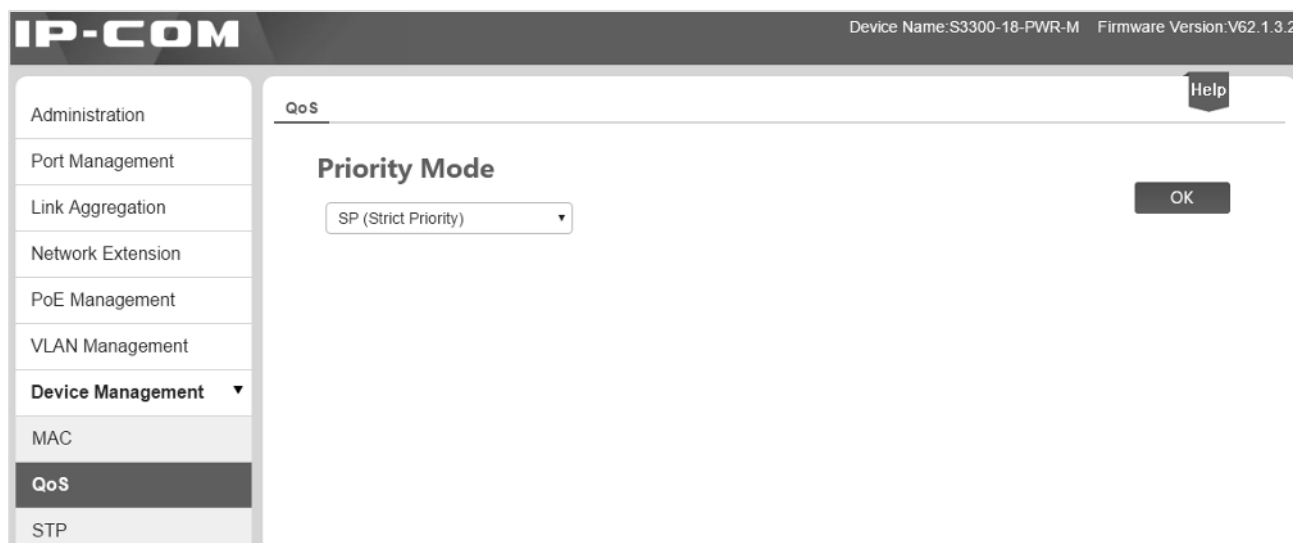 IP-COM
Device Name:S3300-18-PWR-M Firmware Version:V62.1.3.2
Administration
Port Management
Link Aggregation
Network Extension
PoE Management
VLAN Management
Device Management
MAC
QoS
STP
QoS
Help
Priority Mode
SP (Strict Priority)
OK